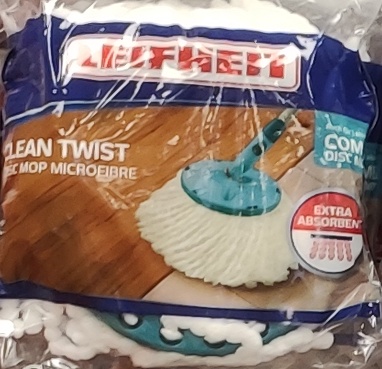 LEIFHEIT
CLEAN TWIST
DISC MOP MICROFIBRE
COM
DISC M
EXTRA
ABSORBENT